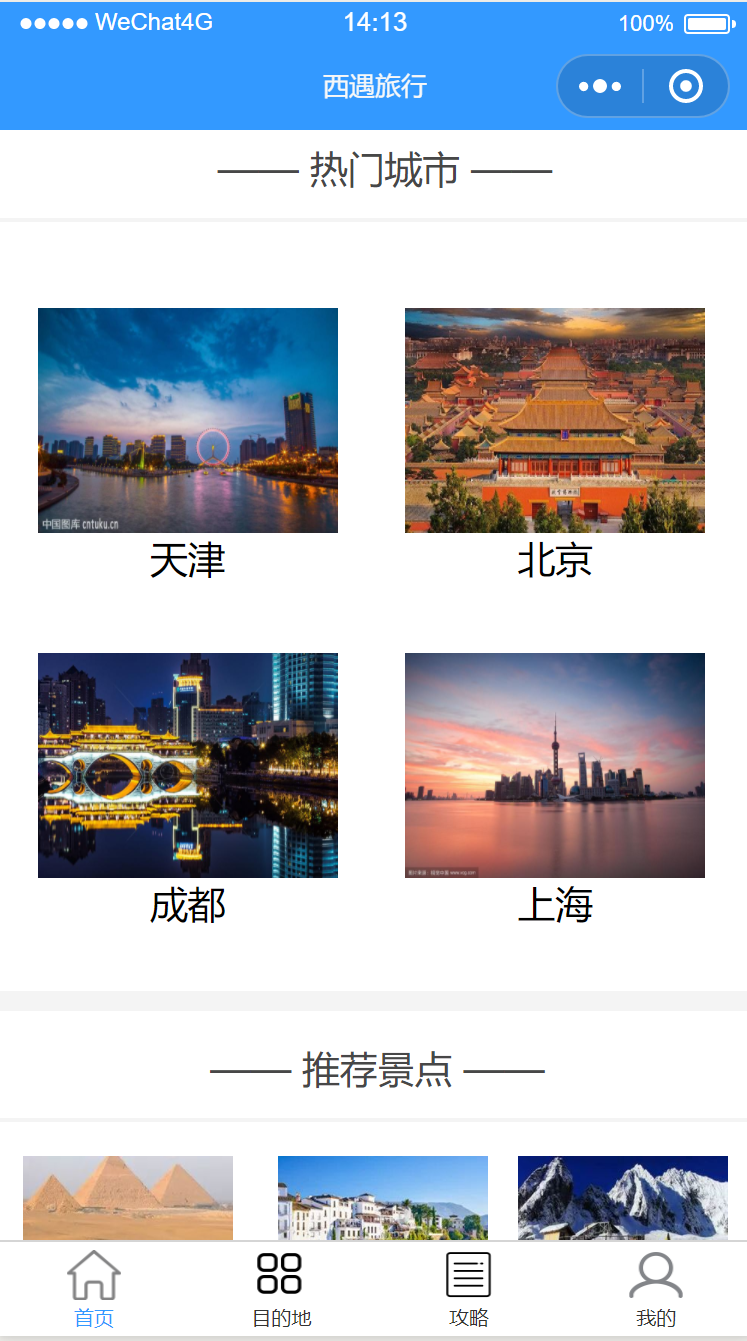 WeChat4G 14:13 100%
西遇旅行
—— 热门城市 ——
中国图库 cntuku.cn
天津 北京
成都 上海
—— 推荐景点 ——
首页 目的地 攻略 我的